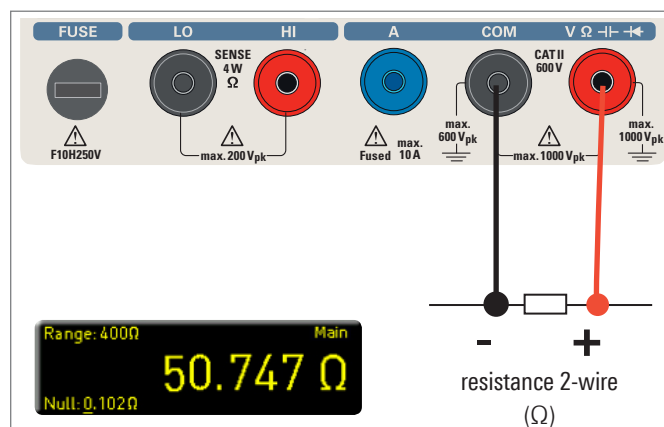 FUSE LO HI A COM V Ω ⊣⊢
SENSE
4 W
Ω
CAT II
600 V
F10H250V
max. 200 Vpk
Fused max.
10 A
max.
600 Vpk
max. 1000 Vpk
max.
1000 Vpk
Range: 400Ω Main
50.747 Ω
Null: 0.102Ω
- +
resistance 2-wire
(Ω)